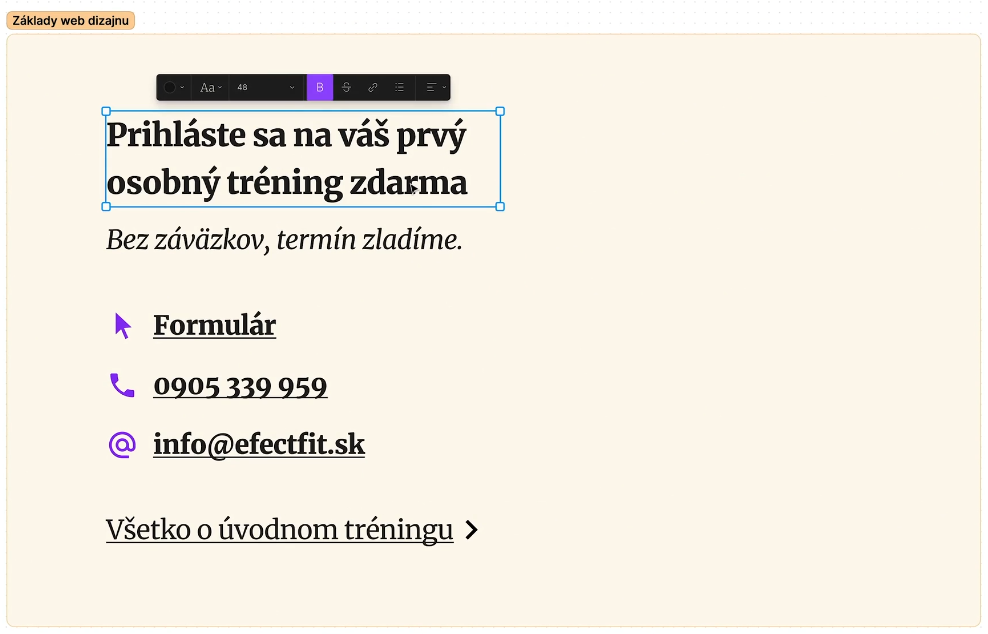 Základy web dizajnu
Aa 48 B S
Prihláste sa na váš prvý
osobný tréning zdarma
Bez záväzkov, termín zladíme.
Formulár
0905 339 959
info@efectfit.sk
Všetko o úvodnom tréningu